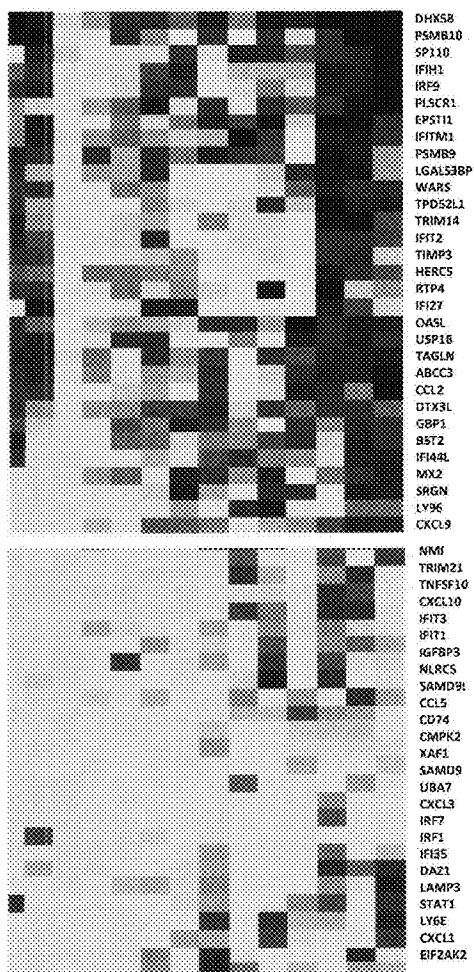 DHX58
PSMB10
SP110
IFIH1
IRF9
PLSCR1
EPSTI1
IFITM1
PSMB9
LGALS3BP
WARS
TPD52L1
TRIM14
IFIT2
TIMP3
HERC5
RTP4
IFI27
OASL
USP18
TAGLN
ABCC3
CCL2
DTX3L
GBP1
BST2
IFI44L
MX2
SRGN
LY96
CXCL9
NMI
TRIM21
TNFSF10
CXCL10
IFIT3
IFIT1
IGFBP3
NLRC5
SAMD9L
CCL5
CD74
CMPK2
XAF1
SAMD9
UBA7
CXCL3
IRF7
IRF1
IFI35
DAZ1
LAMP3
STAT1
LY6E
CXCL1
EIF2AK2